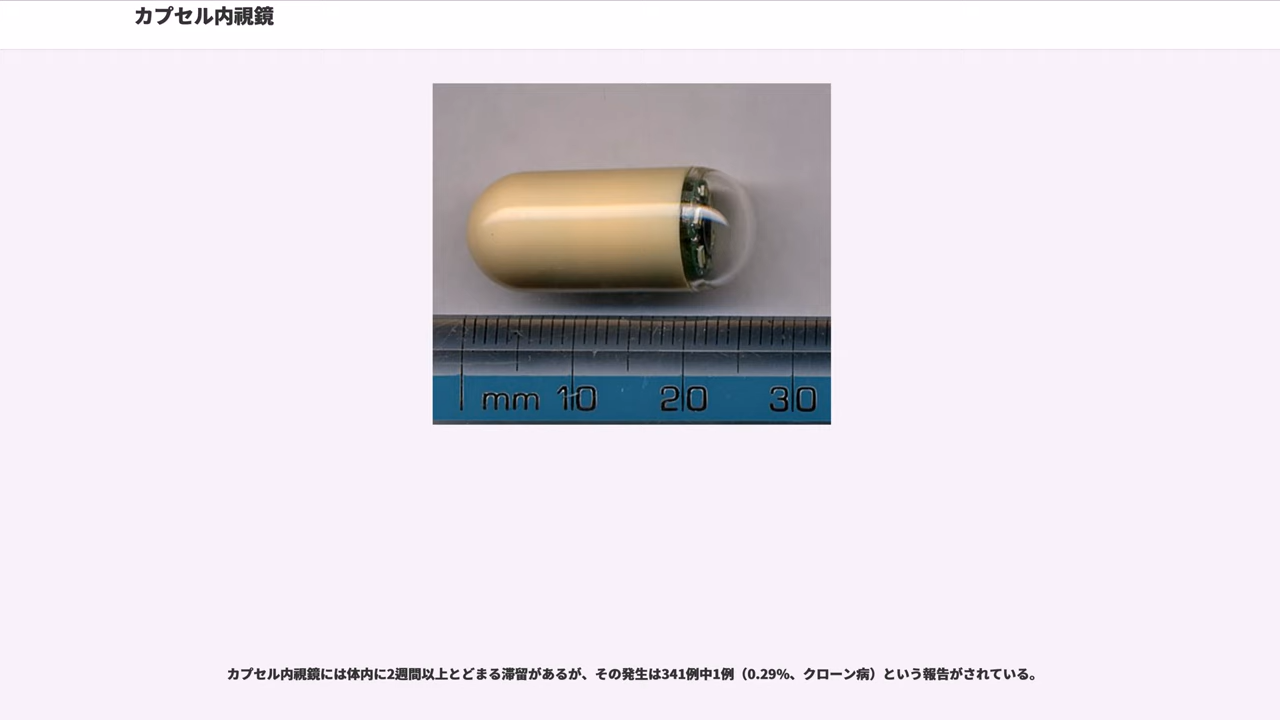 カプセル内視鏡
mm 10 20 30
カプセル内視鏡には体内に2週間以上とどまる滞留があるが、その発生は341例中1例（0.29%、クローン病）という報告がされている。